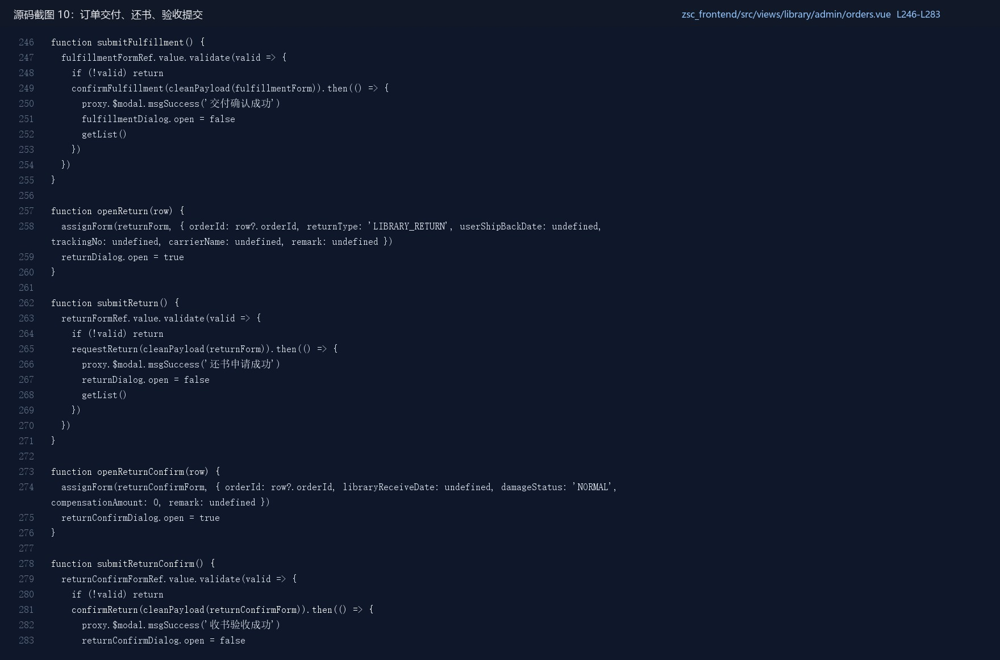 源码截图 10：订单交付、还书、验收提交
zsc_frontend/src/views/library/admin/orders.vue L246-L283
246 function submitFulfillment() {
247   fulfillmentFormRef.value.validate(valid => {
248     if (!valid) return
249     confirmFulfillment(cleanPayload(fulfillmentForm)).then(() => {
250       proxy.$modal.msgSuccess('交付确认成功')
251       fulfillmentDialog.open = false
252       getList()
253     })
254   })
255 }
256
257 function openReturn(row) {
258   assignForm(returnForm, { orderId: row?.orderId, returnType: 'LIBRARY_RETURN', userShipBackDate: undefined,
trackingNo: undefined, carrierName: undefined, remark: undefined })
259   returnDialog.open = true
260 }
261
262 function submitReturn() {
263   returnFormRef.value.validate(valid => {
264     if (!valid) return
265     requestReturn(cleanPayload(returnForm)).then(() => {
266       proxy.$modal.msgSuccess('还书申请成功')
267       returnDialog.open = false
268       getList()
269     })
270   })
271 }
272
273 function openReturnConfirm(row) {
274   assignForm(returnConfirmForm, { orderId: row?.orderId, libraryReceiveDate: undefined, damageStatus: 'NORMAL',
compensationAmount: 0, remark: undefined })
275   returnConfirmDialog.open = true
276 }
277
278 function submitReturnConfirm() {
279   returnConfirmFormRef.value.validate(valid => {
280     if (!valid) return
281     confirmReturn(cleanPayload(returnConfirmForm)).then(() => {
282       proxy.$modal.msgSuccess('收书验收成功')
283       returnConfirmDialog.open = false